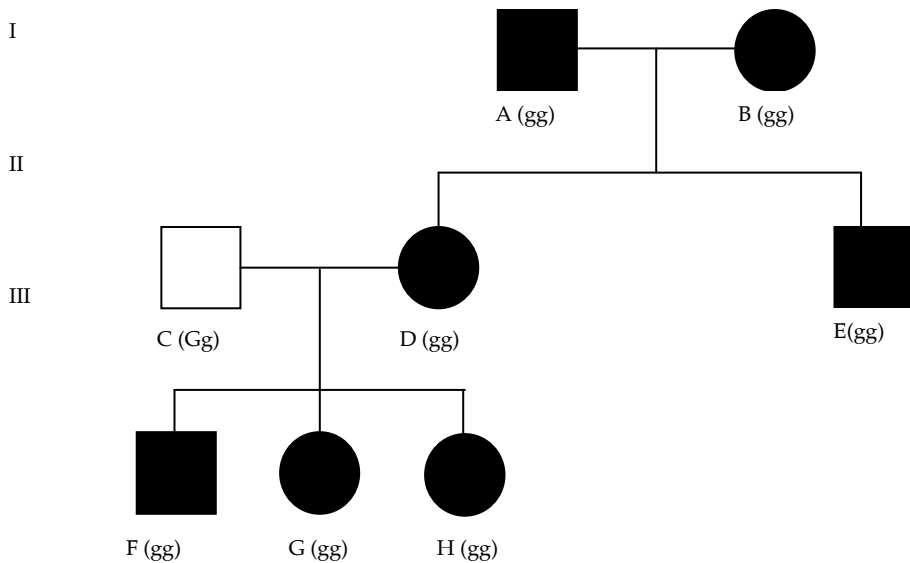 I
A (gg) B (gg)
II
III
C (Gg) D (gg) E(gg)
F (gg) G (gg) H (gg)